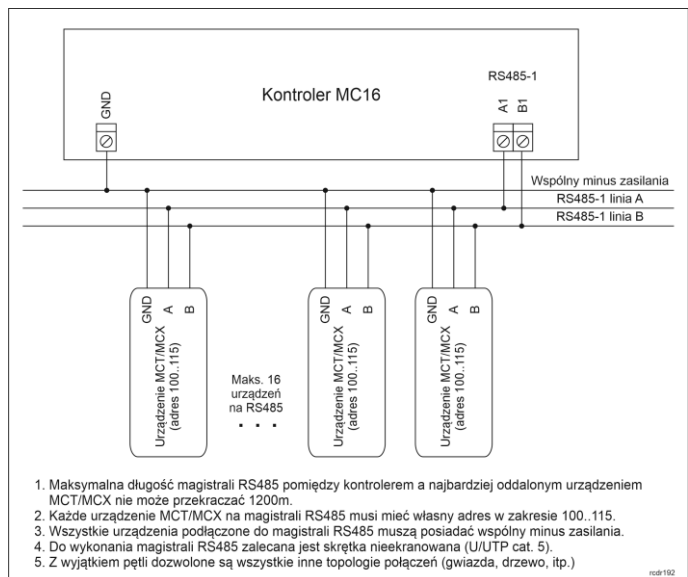 Kontroler MC16
RS485-1
GND
A1
B1
Wspólny minus zasilania
RS485-1 linia A
RS485-1 linia B
GND
A
B
Urządzenie MCT/MCX
(adres 100..115)
Maks. 16
urządzeń
na RS485
. . .
GND
A
B
Urządzenie MCT/MCX
(adres 100..115)
GND
A
B
Urządzenie MCT/MCX
(adres 100..115)
1. Maksymalna długość magistrali RS485 pomiędzy kontrolerem a najbardziej oddalonym urządzeniem
MCT/MCX nie może przekraczać 1200m.
2. Każde urządzenie MCT/MCX na magistrali RS485 musi mieć własny adres w zakresie 100..115.
3. Wszystkie urządzenia podłączone do magistrali RS485 muszą posiadać wspólny minus zasilania.
4. Do wykonania magistrali RS485 zalecana jest skrętka nieekranowana (U/UTP cat. 5).
5. Z wyjątkiem pętli dozwolone są wszystkie inne topologie połączeń (gwiazda, drzewo, itp.)
rcdr192